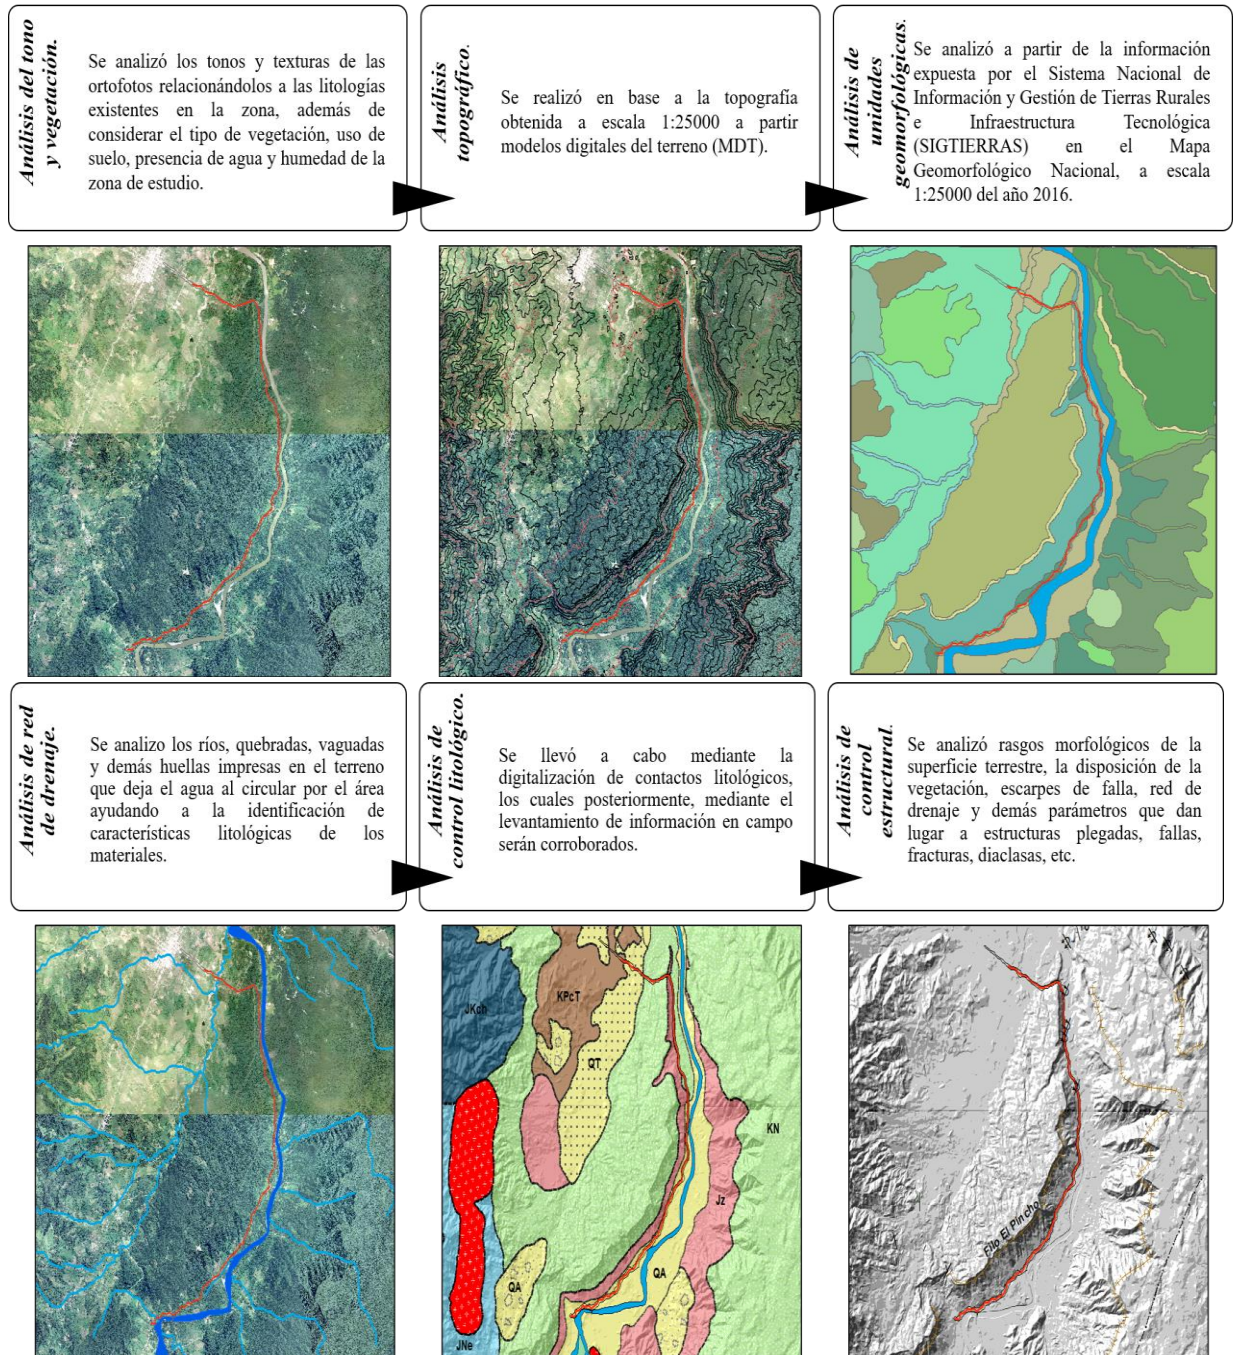 Análisis del tono
y vegetación.
Se analizó los tonos y texturas de las
ortofotos relacionándolos a las litologías
existentes en la zona, además de
considerar el tipo de vegetación, uso de
suelo, presencia de agua y humedad de la
zona de estudio.
Análisis
topográfico.
Se realizó en base a la topografía
obtenida a escala 1:25000 a partir
modelos digitales del terreno (MDT).
Análisis de
unidades
geomorfológicas.
Se analizó a partir de la información
expuesta por el Sistema Nacional de
Información y Gestión de Tierras Rurales
e Infraestructura Tecnológica
(SIGTIERRAS) en el Mapa
Geomorfológico Nacional, a escala
1:25000 del año 2016.
Análisis de red
de drenaje.
Se analizo los ríos, quebradas, vaguadas
y demás huellas impresas en el terreno
que deja el agua al circular por el área
ayudando a la identificación de
características litológicas de los
materiales.
Análisis de
control litológico.
Se llevó a cabo mediante la
digitalización de contactos litológicos,
los cuales posteriormente, mediante el
levantamiento de información en campo
serán corroborados.
Análisis de
control
estructural.
Se analizó rasgos morfológicos de la
superficie terrestre, la disposición de la
vegetación, escarpes de falla, red de
drenaje y demás parámetros que dan
lugar a estructuras plegadas, fallas,
fracturas, diaclasas, etc.
JKch
KPcT
QT
KN
Jz
QA
QA
JNe
Filo El Pincho